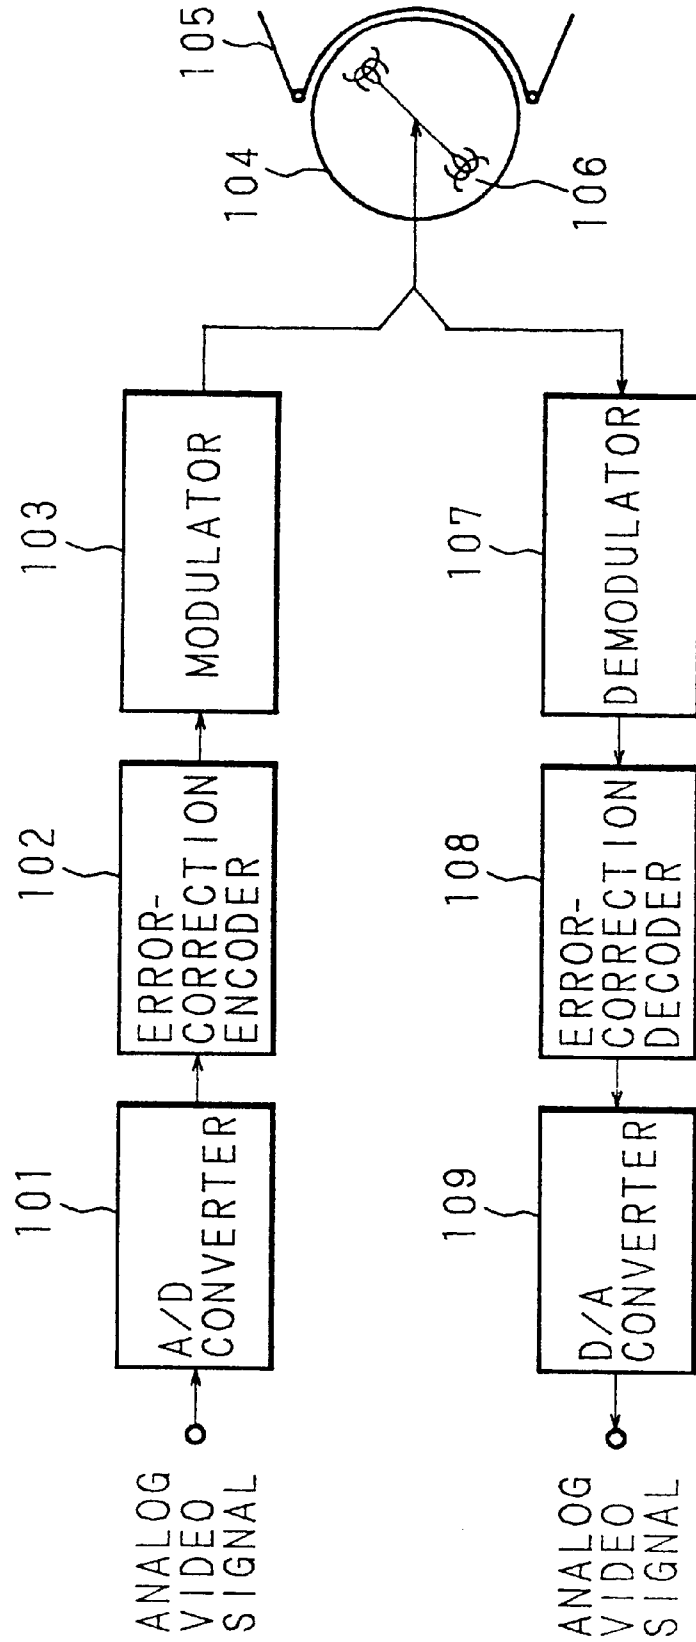 ANALOG
VIDEO
SIGNAL
101
A/D
CONVERTER
102
ERROR-
CORRECTION
ENCODER
103
MODULATOR
104
105
106
107
DEMODULATOR
108
ERROR-
CORRECTION
DECODER
109
D/A
CONVERTER
ANALOG
VIDEO
SIGNAL